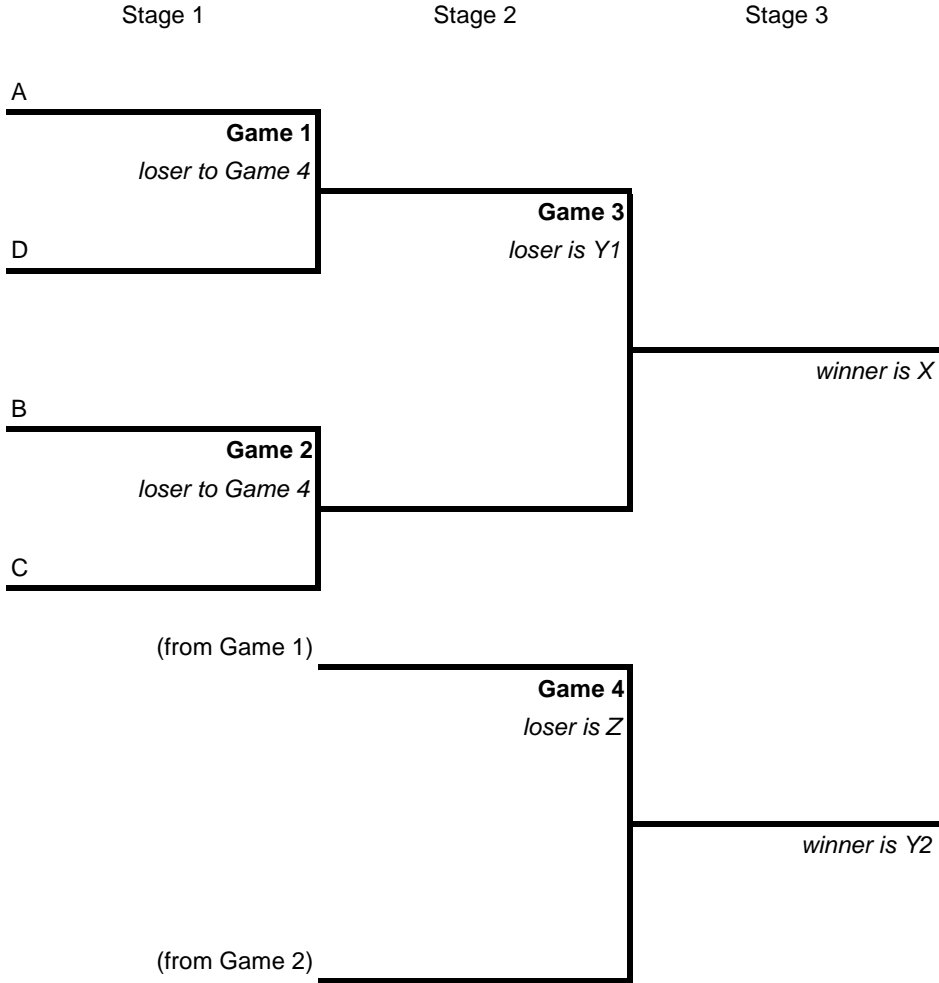 Stage 1 Stage 2 Stage 3
A
Game 1
loser to Game 4
Game 3
D
loser is Y1
winner is X
B
Game 2
loser to Game 4
C
(from Game 1)
Game 4
loser is Z
winner is Y2
(from Game 2)